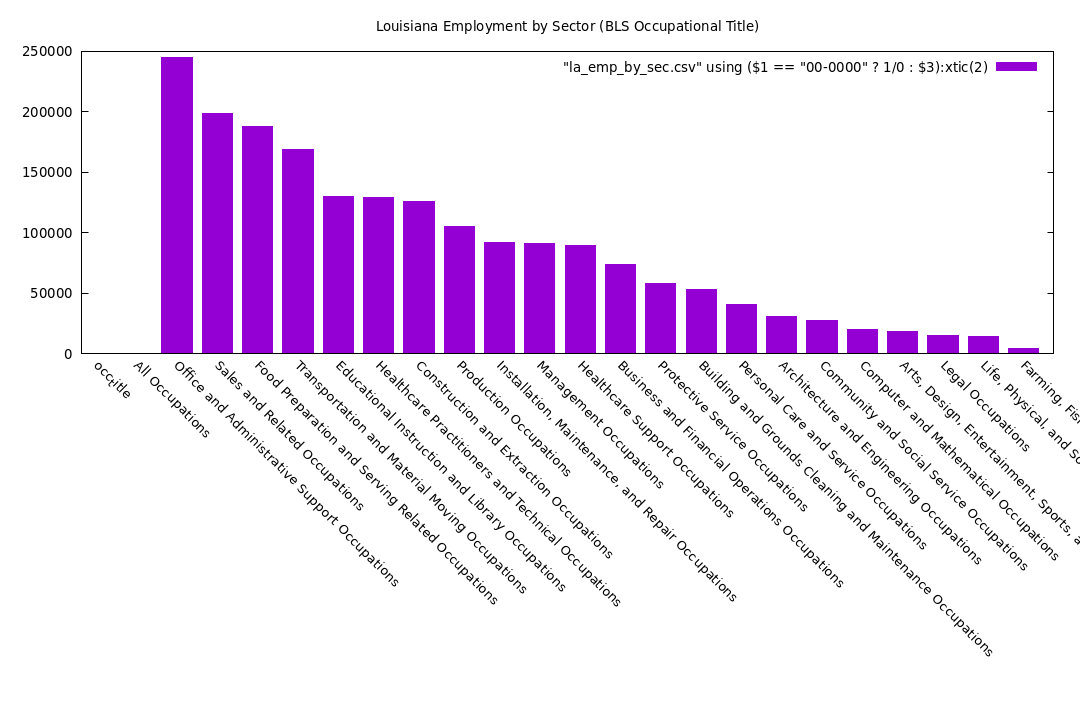 Louisiana Employment by Sector (BLS Occupational Title)
"la_emp_by_sec.csv" using ($1 == "00-0000" ? 1/0 : $3):xtic(2)
250000
200000
150000
100000
50000
0
All Occupations
Office and Administrative Support Occupations
Sales and Related Occupations
Food Preparation and Serving Related Occupations
Transportation and Material Moving Occupations
Educational Instruction and Library Occupations
Healthcare Practitioners and Technical Occupations
Construction and Extraction Occupations
Production Occupations
Installation, Maintenance, and Repair Occupations
Management Occupations
Healthcare Support Occupations
Business and Financial Operations Occupations
Protective Service Occupations
Building and Grounds Cleaning and Maintenance Occupations
Personal Care and Service Occupations
Architecture and Engineering Occupations
Community and Social Service Occupations
Computer and Mathematical Occupations
Arts, Design, Entertainment, Sports,
Legal Occupations
Life, Physical, and
Farming,